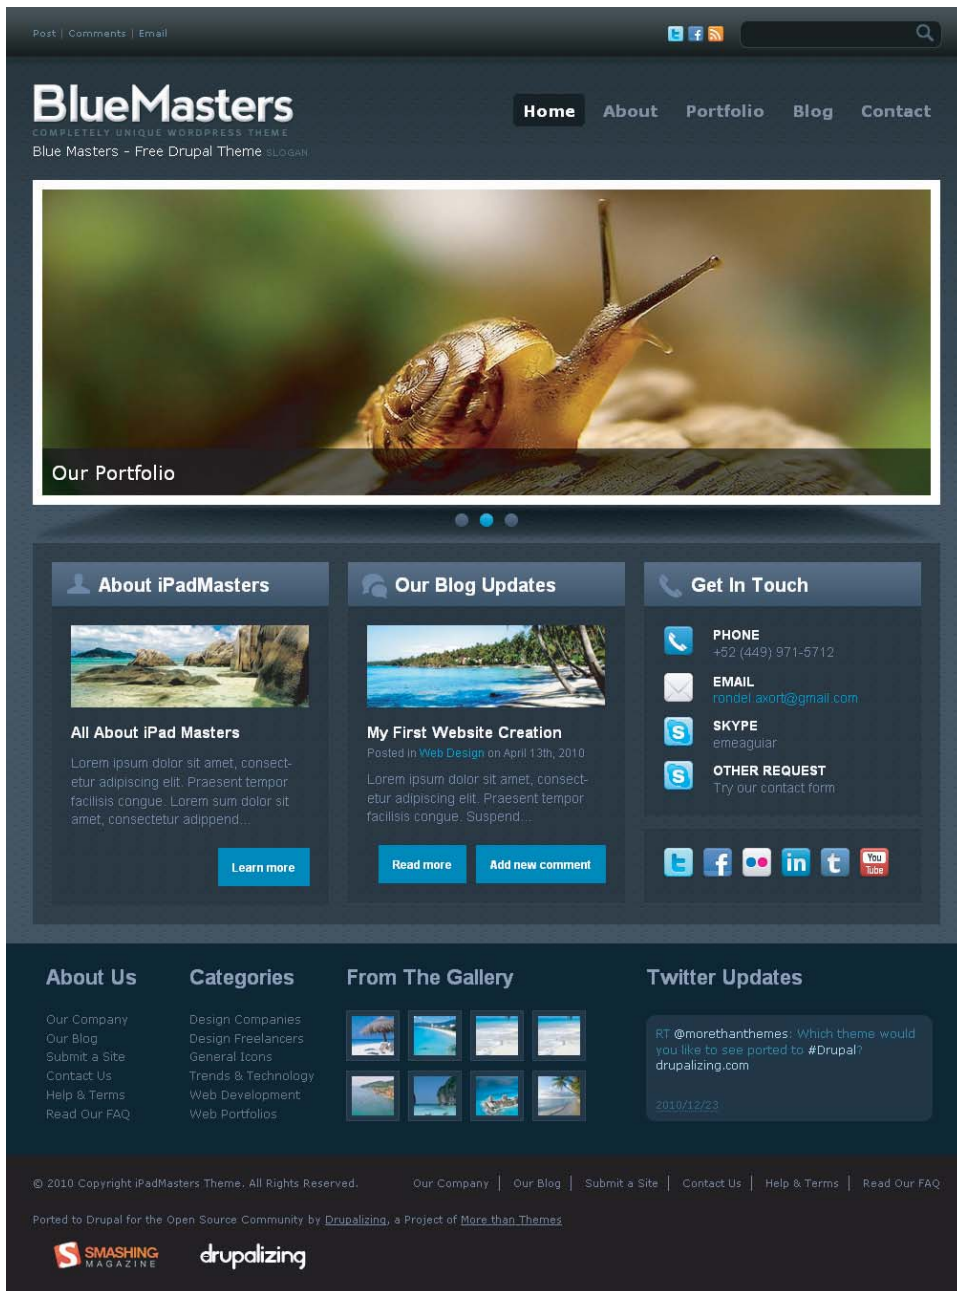 Post | Comments | Email
BlueMasters
COMPLETELY UNIQUE WORDPRESS THEME
Blue Masters - Free Drupal Theme SLOGAN
Home About Portfolio Blog Contact
Our Portfolio
About iPadMasters
All About iPad Masters
Lorem ipsum dolor sit amet, consect-
etur adipiscing elit. Praesent tempor
facilisis congue. Lorem sum dolor sit
amet, consectetur adippend...
Learn more
Our Blog Updates
My First Website Creation
Posted in Web Design on April 13th, 2010
Lorem ipsum dolor sit amet, consect-
etur adipiscing elit. Praesent tempor
facilisis congue. Suspend...
Read more Add new comment
Get In Touch
PHONE
+52 (449) 971-5712
EMAIL
rondel.axort@gmail.com
SKYPE
emeaguiar
OTHER REQUEST
Try our contact form
You
Tube
About Us
Our Company
Our Blog
Submit a Site
Contact Us
Help & Terms
Read Our FAQ
Categories
Design Companies
Design Freelancers
General Icons
Trends & Technology
Web Development
Web Portfolios
From The Gallery
Twitter Updates
RT @morethanthemes: Which theme would
you like to see ported to #Drupal?
drupalizing.com
2010/12/23
© 2010 Copyright iPadMasters Theme. All Rights Reserved.
Our Company | Our Blog | Submit a Site | Contact Us | Help & Terms | Read Our FAQ
Ported to Drupal for the Open Source Community by Drupalizing, a Project of More than Themes
SMASHING
MAGAZINE
drupalizing